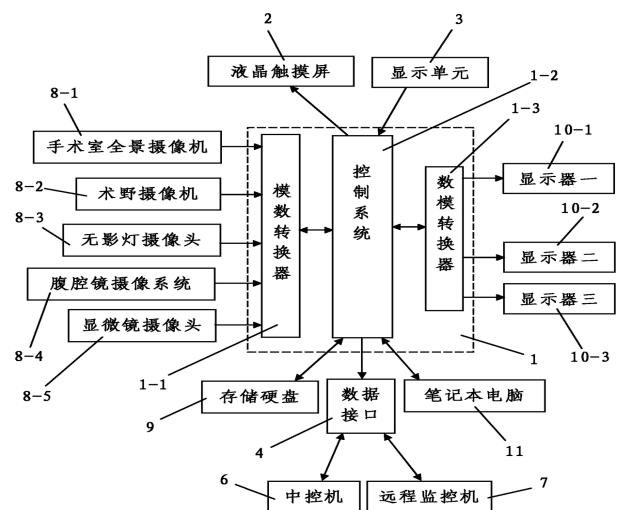 2
3
液晶触摸屏
显示单元
1-2
8-1
1-3
10-1
手术室全景摄像机
模数转换器
控制系统
数模转换器
显示器一
8-2
术野摄像机
10-2
8-3
无影灯摄像头
显示器二
腹腔镜摄像系统
显示器三
8-4
显微镜摄像头
8-5
1-1
1
10-3
存储硬盘
数据
接口
笔记本电脑
9
4
11
6
中控机
远程监控机
7